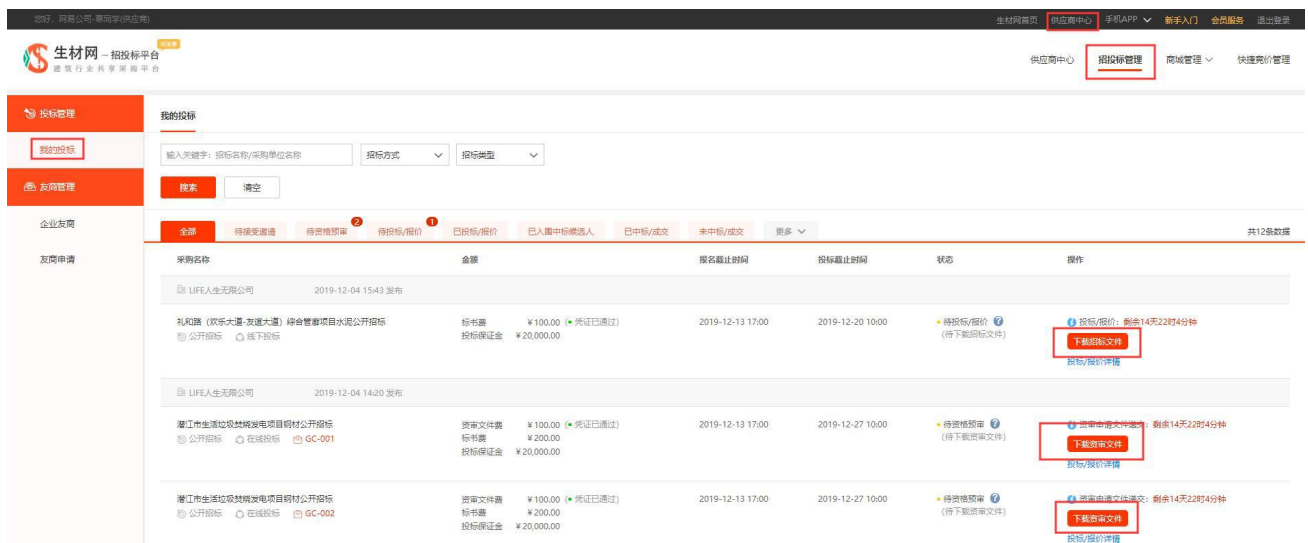 您好，网易公司-慕同学(供应商)
生材网首页 供应商中心 手机APP 新手入门 会员服务 退出登录
生材网－招投标平台
建筑行业共享采购平台
供应商中心 招投标管理 商城管理 快捷竞价管理
投标管理
我的投标
友商管理
企业友商
友商申请
我的投标
输入关键字：招标名称/采购单位名称 招标方式 招标类型
搜索 清空
全部 待接受邀请 待资格预审 2 待投标/报价 1 已投标/报价 已入围中标候选人 已中标/成交 未中标/成交 更多 共12条数据
采购名称 金额 报名截止时间 投标截止时间 状态 操作
LIFE人生无限公司 2019-12-04 15:43 发布
礼和路（欢乐大道-友谊大道）综合管廊项目水泥公开招标 标书费 ￥100.00 (• 凭证已通过) 2019-12-13 17:00 2019-12-20 10:00 待投标/报价 ? 投标/报价：剩余14天22时4分钟
公开招标 线下投标 投标保证金 ￥20,000.00 (待下载招标文件) 下载招标文件
投标/报价详情
LIFE人生无限公司 2019-12-04 14:20 发布
潜江市生活垃圾焚烧发电项目钢材公开招标 资审文件费 ￥100.00 (• 凭证已通过) 2019-12-13 17:00 2019-12-27 10:00 待资格预审 ? 资审申请文件递交：剩余14天22时4分钟
公开招标 在线投标 GC-001 标书费 ￥200.00 (待下载资审文件) 下载资审文件
投标保证金 ￥20,000.00 投标/报价详情
潜江市生活垃圾焚烧发电项目钢材公开招标 资审文件费 ￥100.00 (• 凭证已通过) 2019-12-13 17:00 2019-12-27 10:00 待资格预审 ? 资审申请文件递交：剩余14天22时4分钟
公开招标 在线投标 GC-002 标书费 ￥200.00 (待下载资审文件) 下载资审文件
投标保证金 ￥20,000.00 投标/报价详情